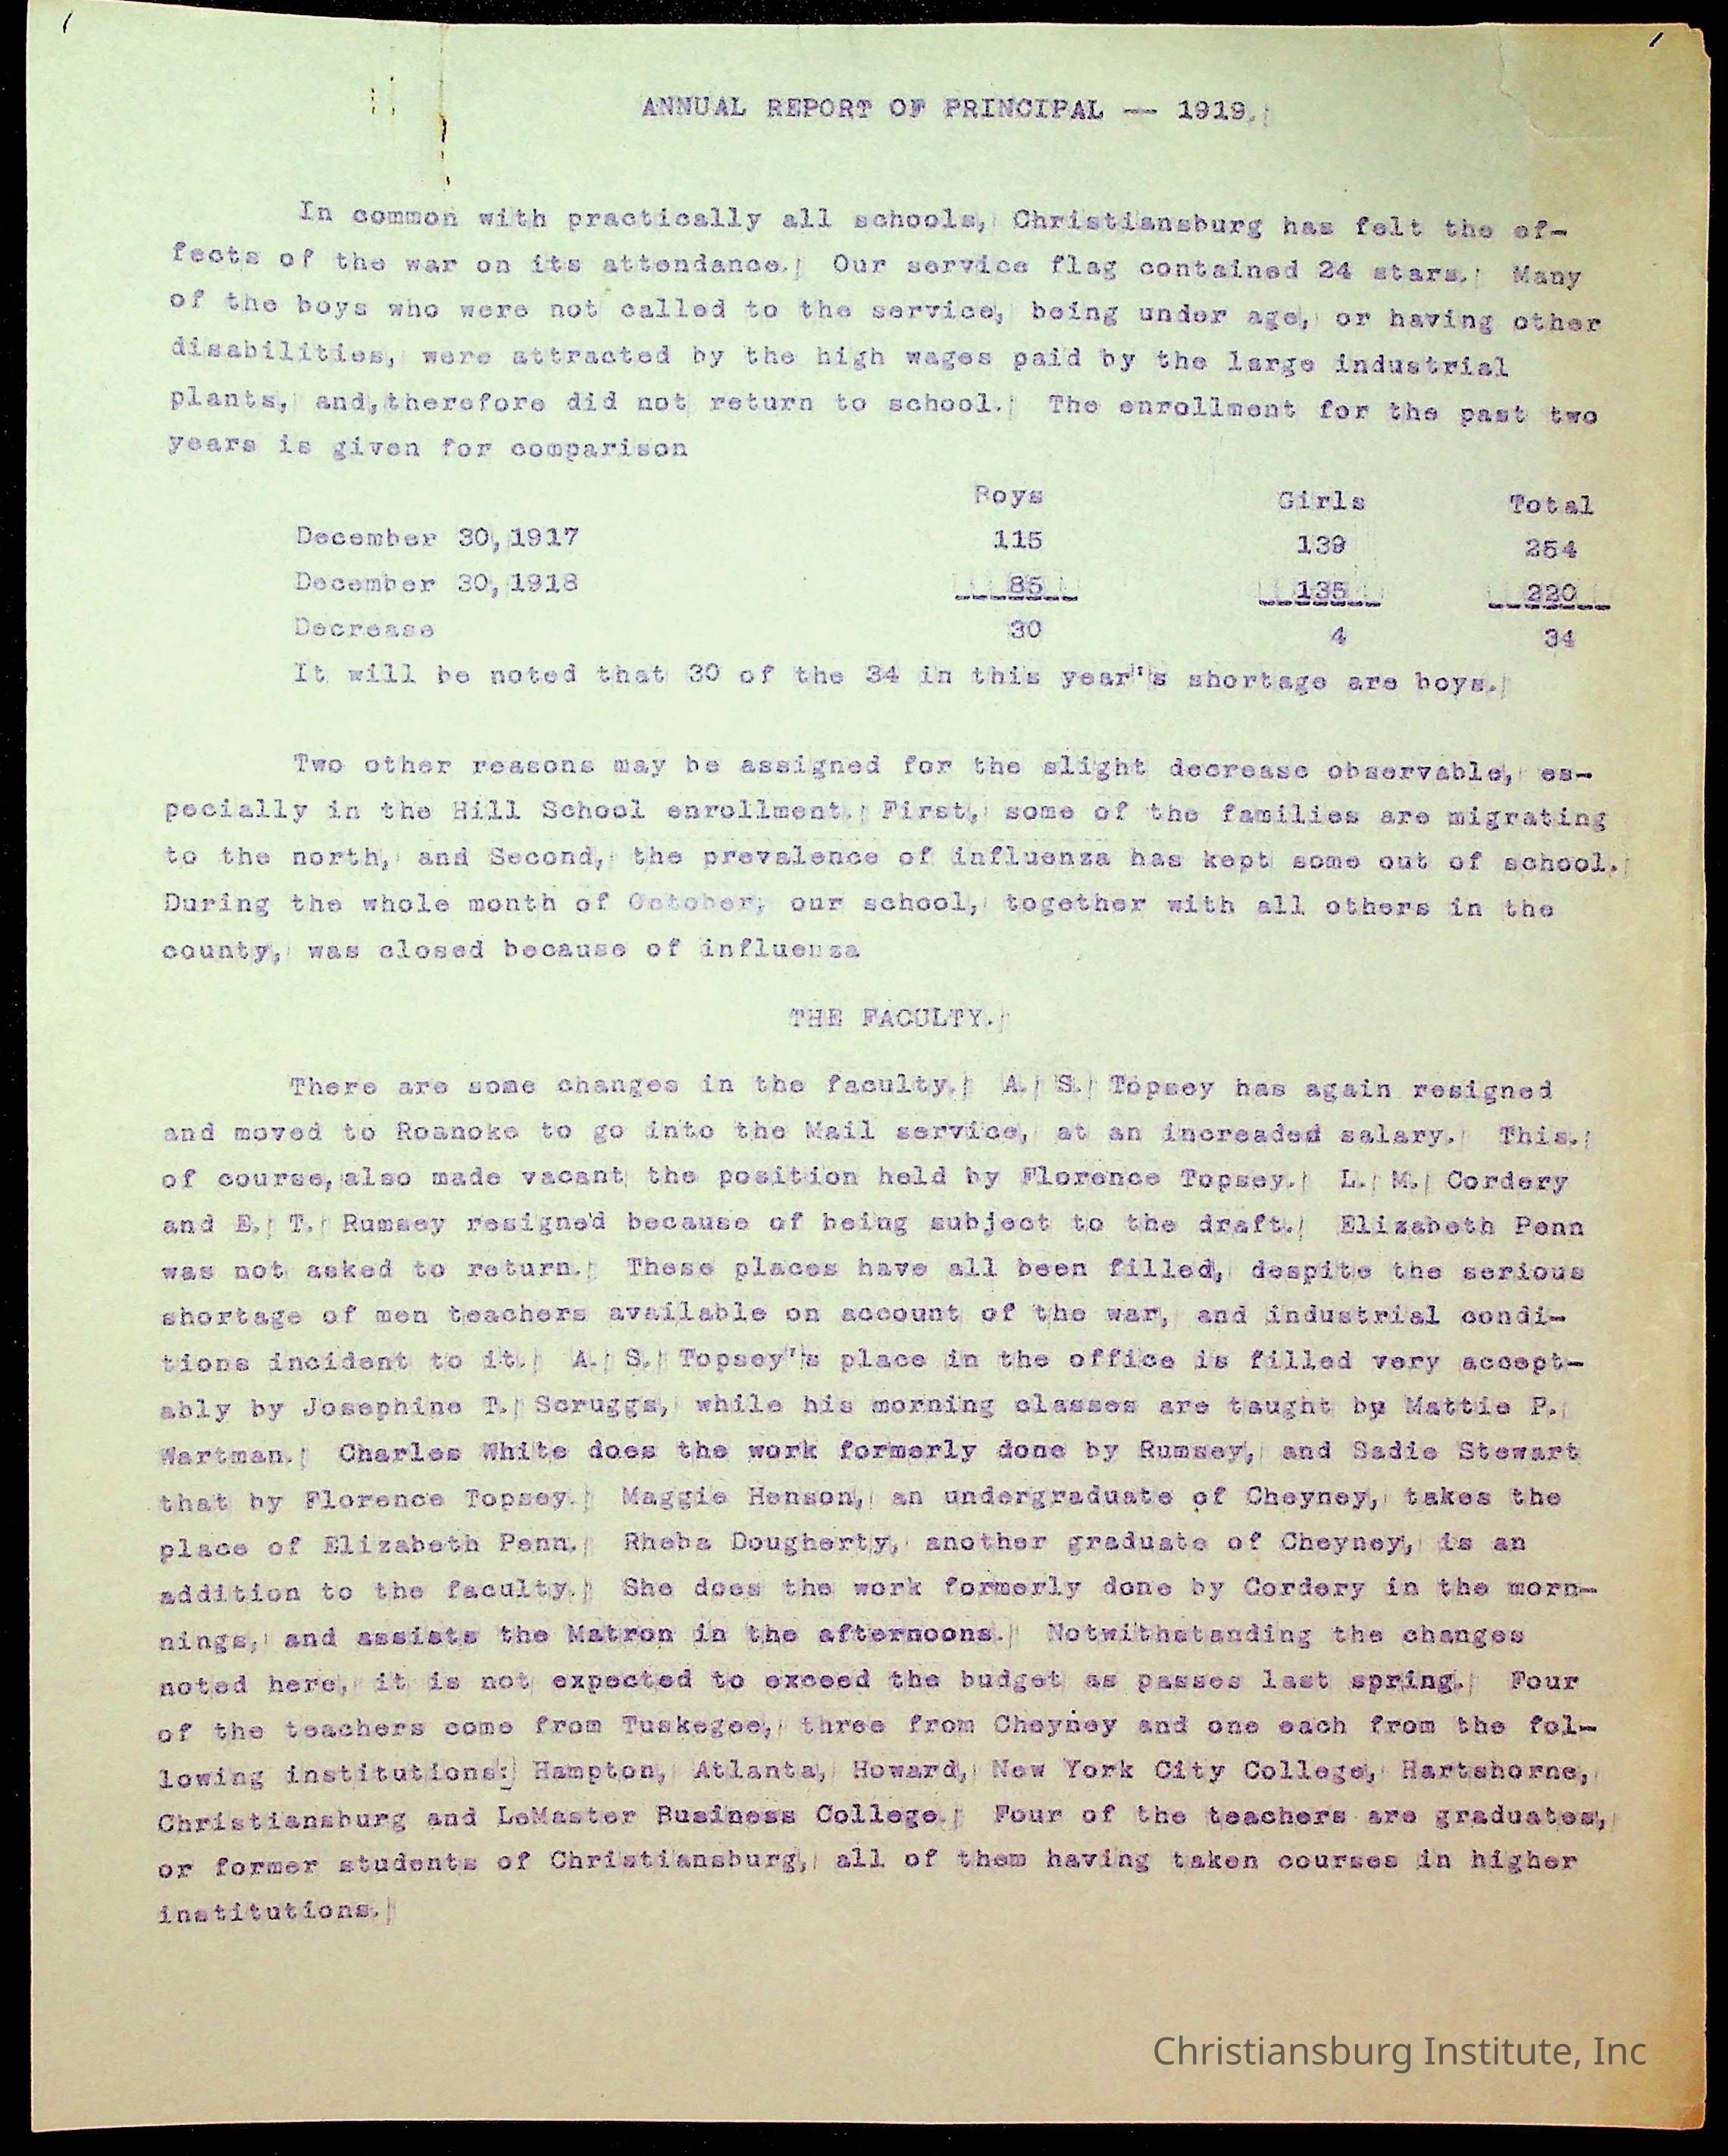 ANNUAL REPORT OF PRINCIPAL -- 1919.
In common with practically all schools, Christiansburg has felt the ef-
fects of the war on its attendance. Our service flag contained 24 stars. Many
of the boys who were not called to the service, being under age, or having other
disabilities, were attracted by the high wages paid by the large industrial
plants, and,therefore did not return to school. The enrollment for the past two
years is given for comparison
Boys Girls Total
December 30, 1917 115 139 254
December 30, 1918 85 135 220
Decrease 30 4 34
It will be noted that 30 of the 34 in this year's shortage are boys.
Two other reasons may be assigned for the slight decrease observable, es-
pecially in the Hill School enrollment. First, some of the families are migrating
to the north, and Second, the prevalence of influenza has kept some out of school.
During the whole month of October, our school, together with all others in the
county, was closed because of influenza
THE FACULTY.
There are some changes in the faculty. A. S. Topsey has again resigned
and moved to Roanoke to go into the Mail service, at an increaded salary. This.
of course, also made vacant the position held by Florence Topsey. L. M. Cordery
and E. T. Rumsey resigned because of being subject to the draft. Elizabeth Penn
was not asked to return. These places have all been filled, despite the serious
shortage of men teachers available on account of the war, and industrial condi-
tions incident to it. A. S. Topsey's place in the office is filled very accept-
ably by Josephine T. Scruggs, while his morning classes are taught by Mattie P.
Wartman. Charles White does the work formerly done by Rumsey, and Sadie Stewart
that by Florence Topsey. Maggie Henson, an undergraduate of Cheyney, takes the
place of Elizabeth Penn. Rheba Dougherty, another graduate of Cheyney, is an
addition to the faculty. She does the work formerly done by Cordery in the morn-
nings, and assists the Matron in the afternoons. Notwithstanding the changes
noted here, it is not expected to exceed the budget as passes last spring. Four
of the teachers come from Tuskegee, three from Cheyney and one each from the fol-
lowing institutions: Hampton, Atlanta, Howard, New York City College, Hartshorne,
Christiansburg and LeMaster Business College. Four of the teachers are graduates,
or former students of Christiansburg, all of them having taken courses in higher
institutions.
Christiansburg Institute, Inc